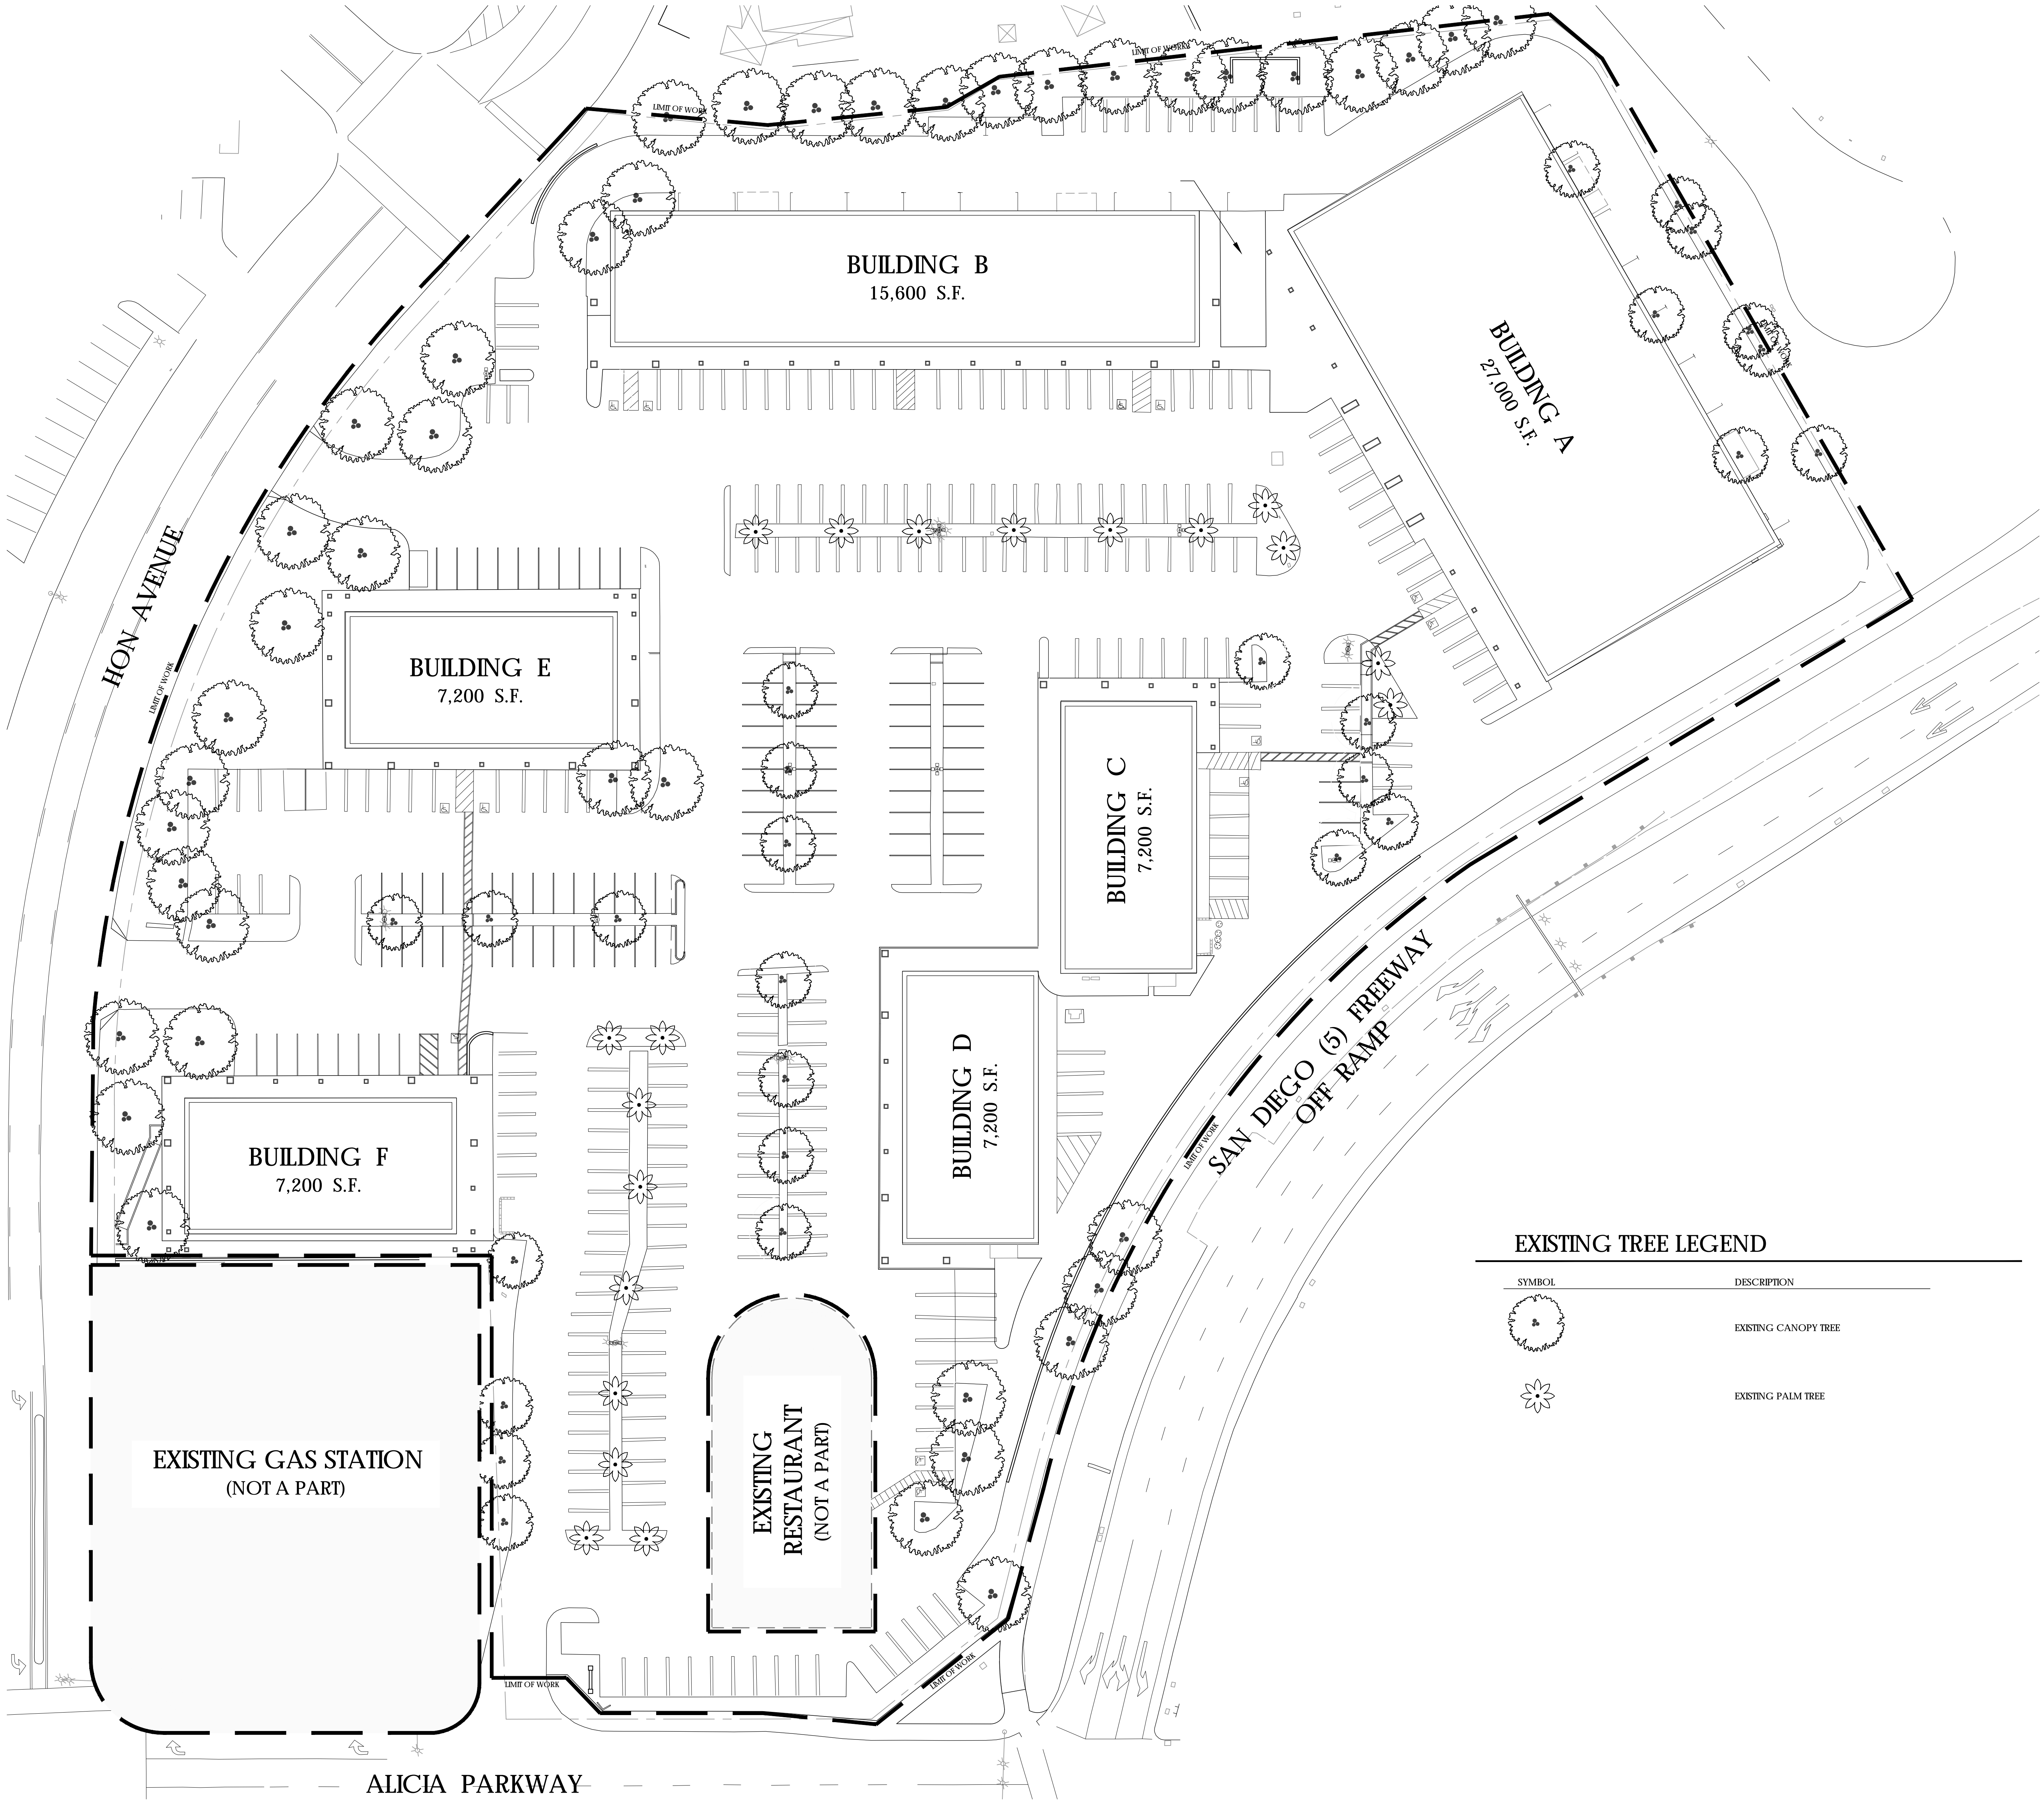 LIMIT OF WORK
LIMIT OF WORK
BUILDING B
15,600 S.F.
BUILDING A
27,000 S.F.
LIMIT OF WORK
HON AVENUE
LIMIT OF WORK
BUILDING E
7,200 S.F.
BUILDING C
7,200 S.F.
BUILDING D
7,200 S.F.
SAN DIEGO (5) FREEWAY
OFF RAMP
LIMIT OF WORK
BUILDING F
7,200 S.F.
EXISTING TREE LEGEND
SYMBOL DESCRIPTION
EXISTING CANOPY TREE
EXISTING PALM TREE
EXISTING GAS STATION
(NOT A PART)
EXISTING
RESTAURANT
(NOT A PART)
LIMIT OF WORK
LIMIT OF WORK
ALICIA PARKWAY